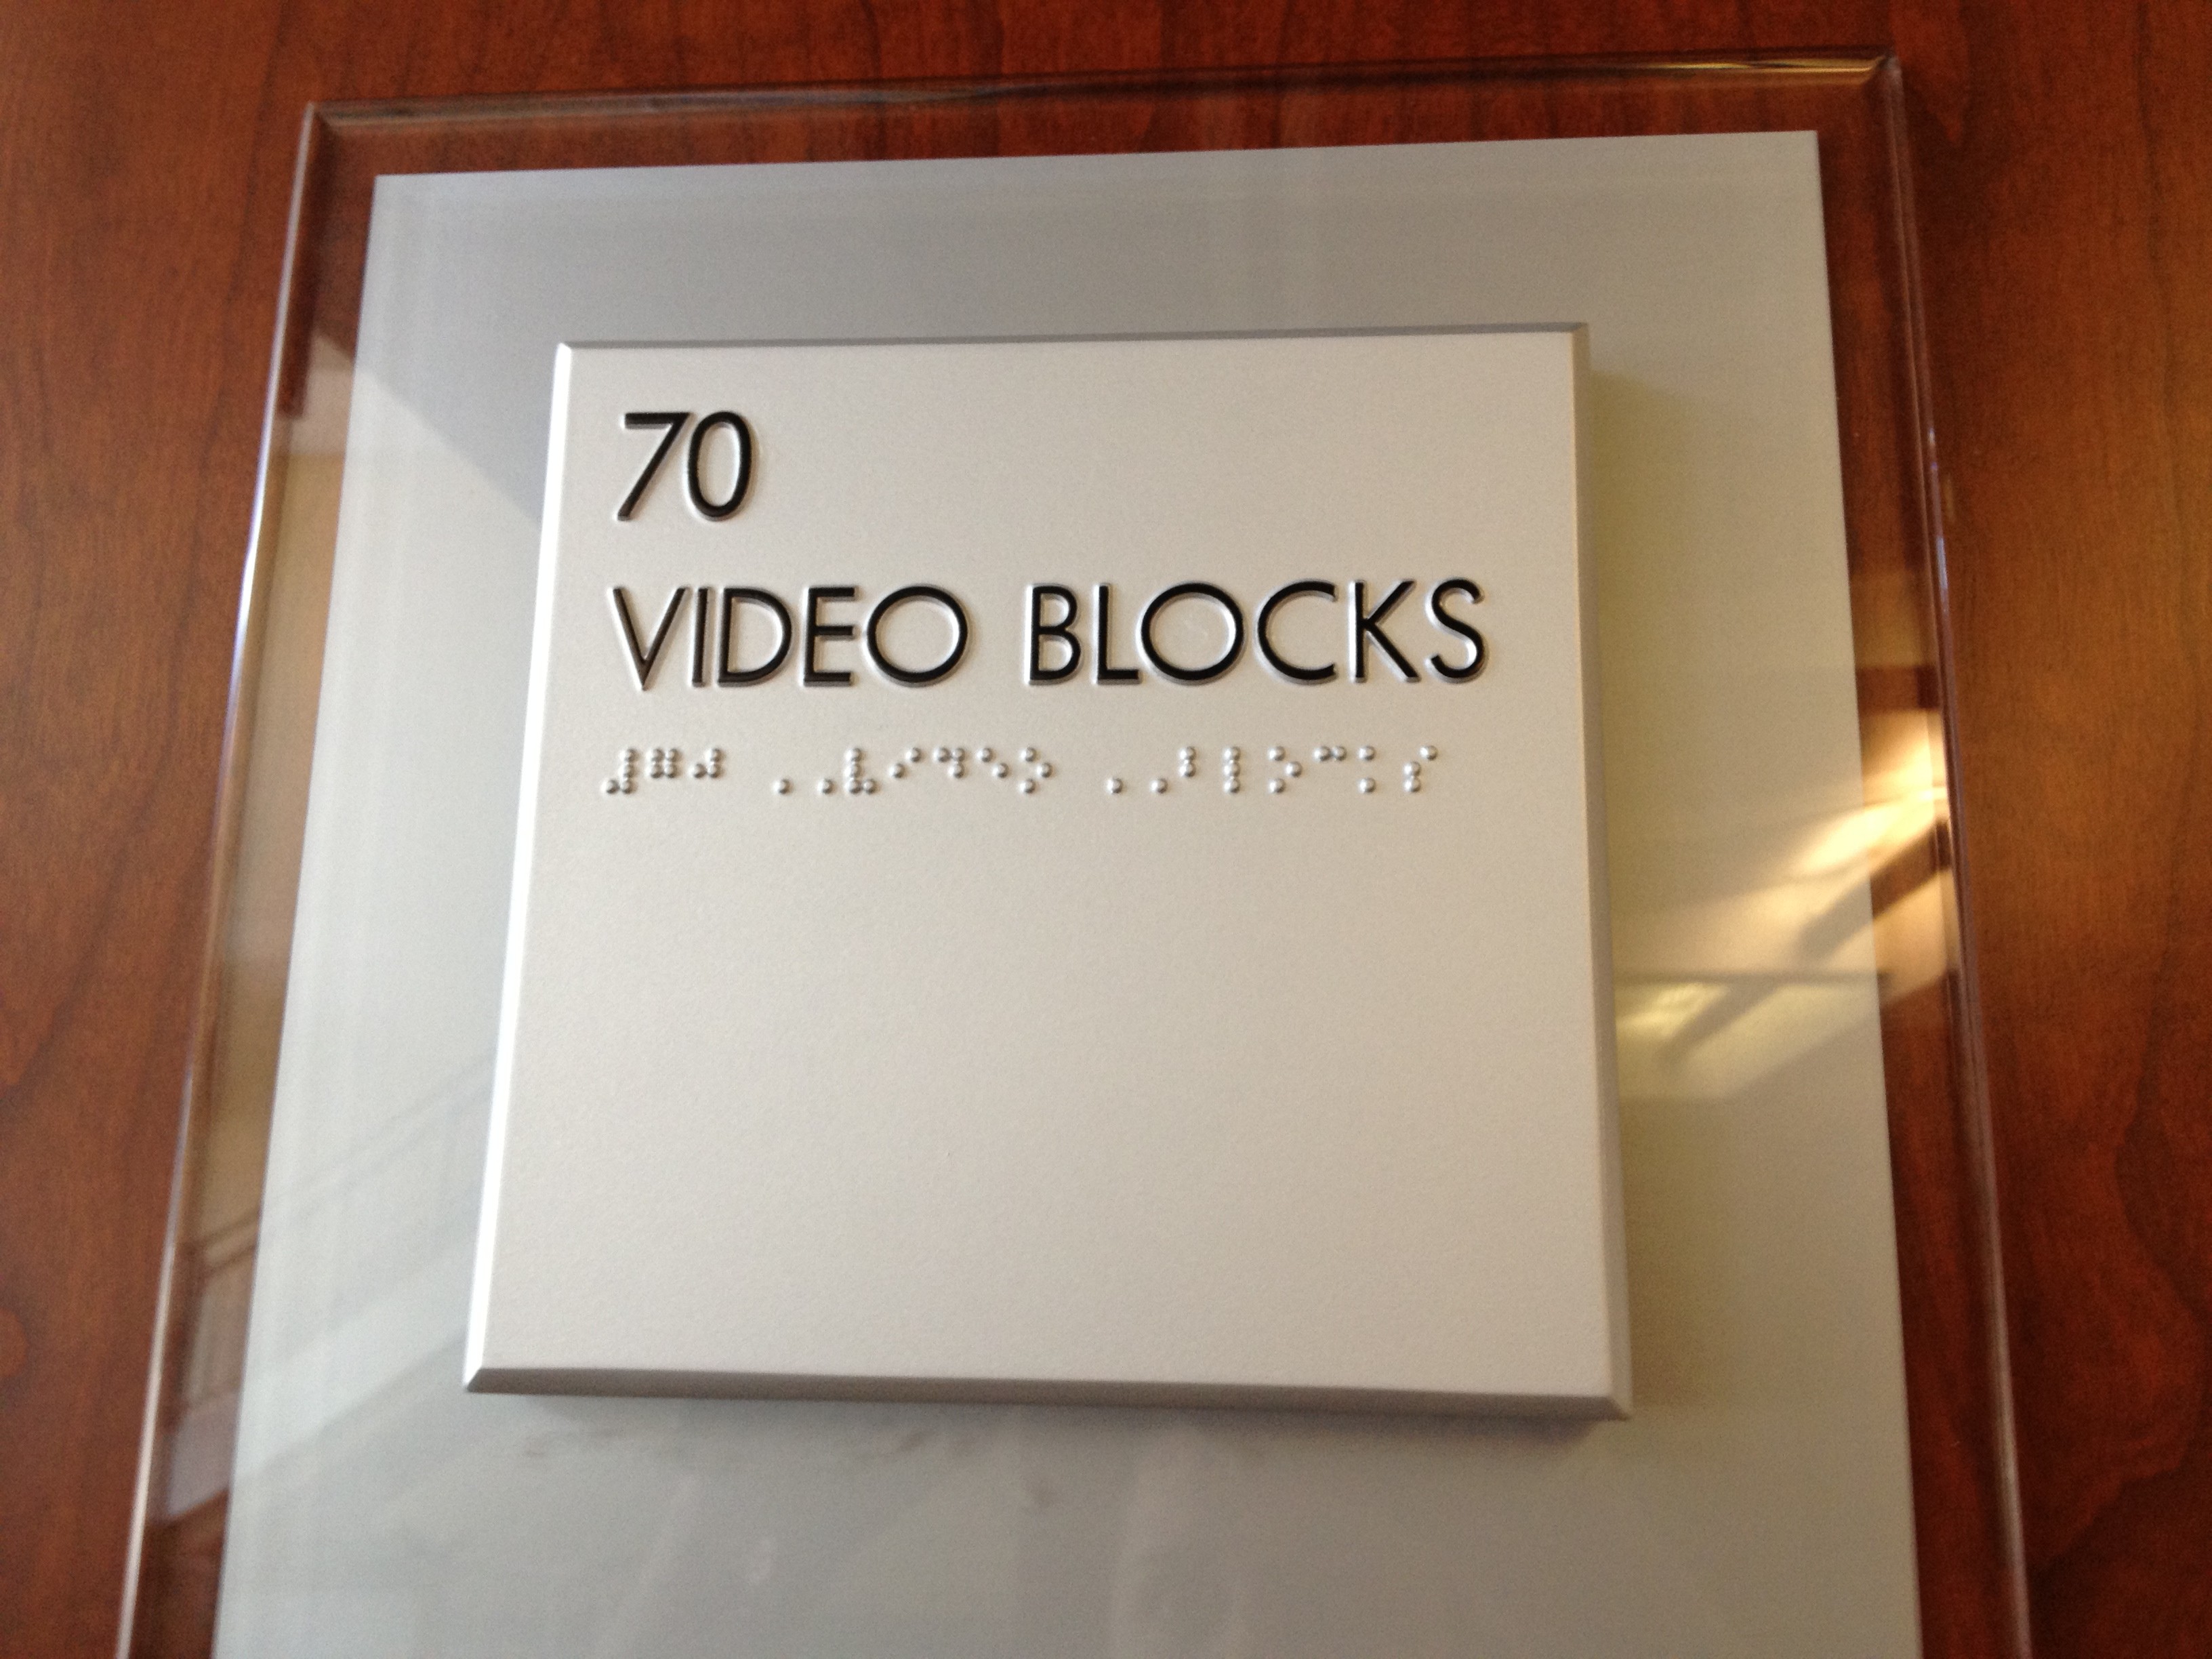 70
VIDEO BLOCKS
⠼⠛⠚ ⠠⠠⠧⠊⠙⠑⠕ ⠠⠠⠃⠇⠕⠉⠅⠎